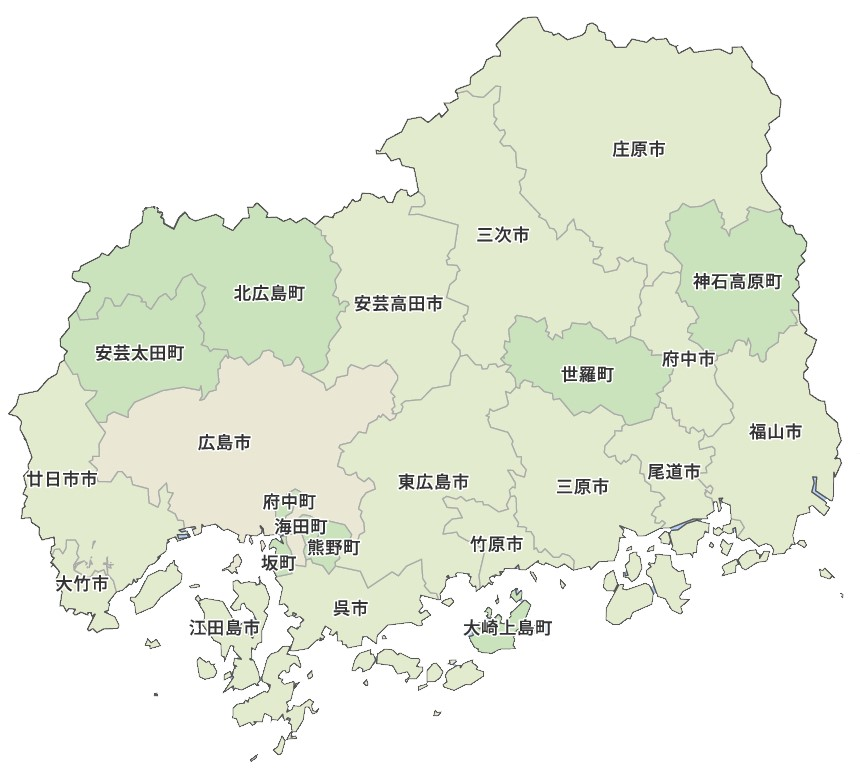 庄原市
三次市
神石高原町
北広島町
安芸高田市
安芸太田町
府中市
世羅町
福山市
広島市
尾道市
廿日市市
東広島市
三原市
府中町
海田町
熊野町
竹原市
坂町
大竹市
呉市
江田島市
大崎上島町